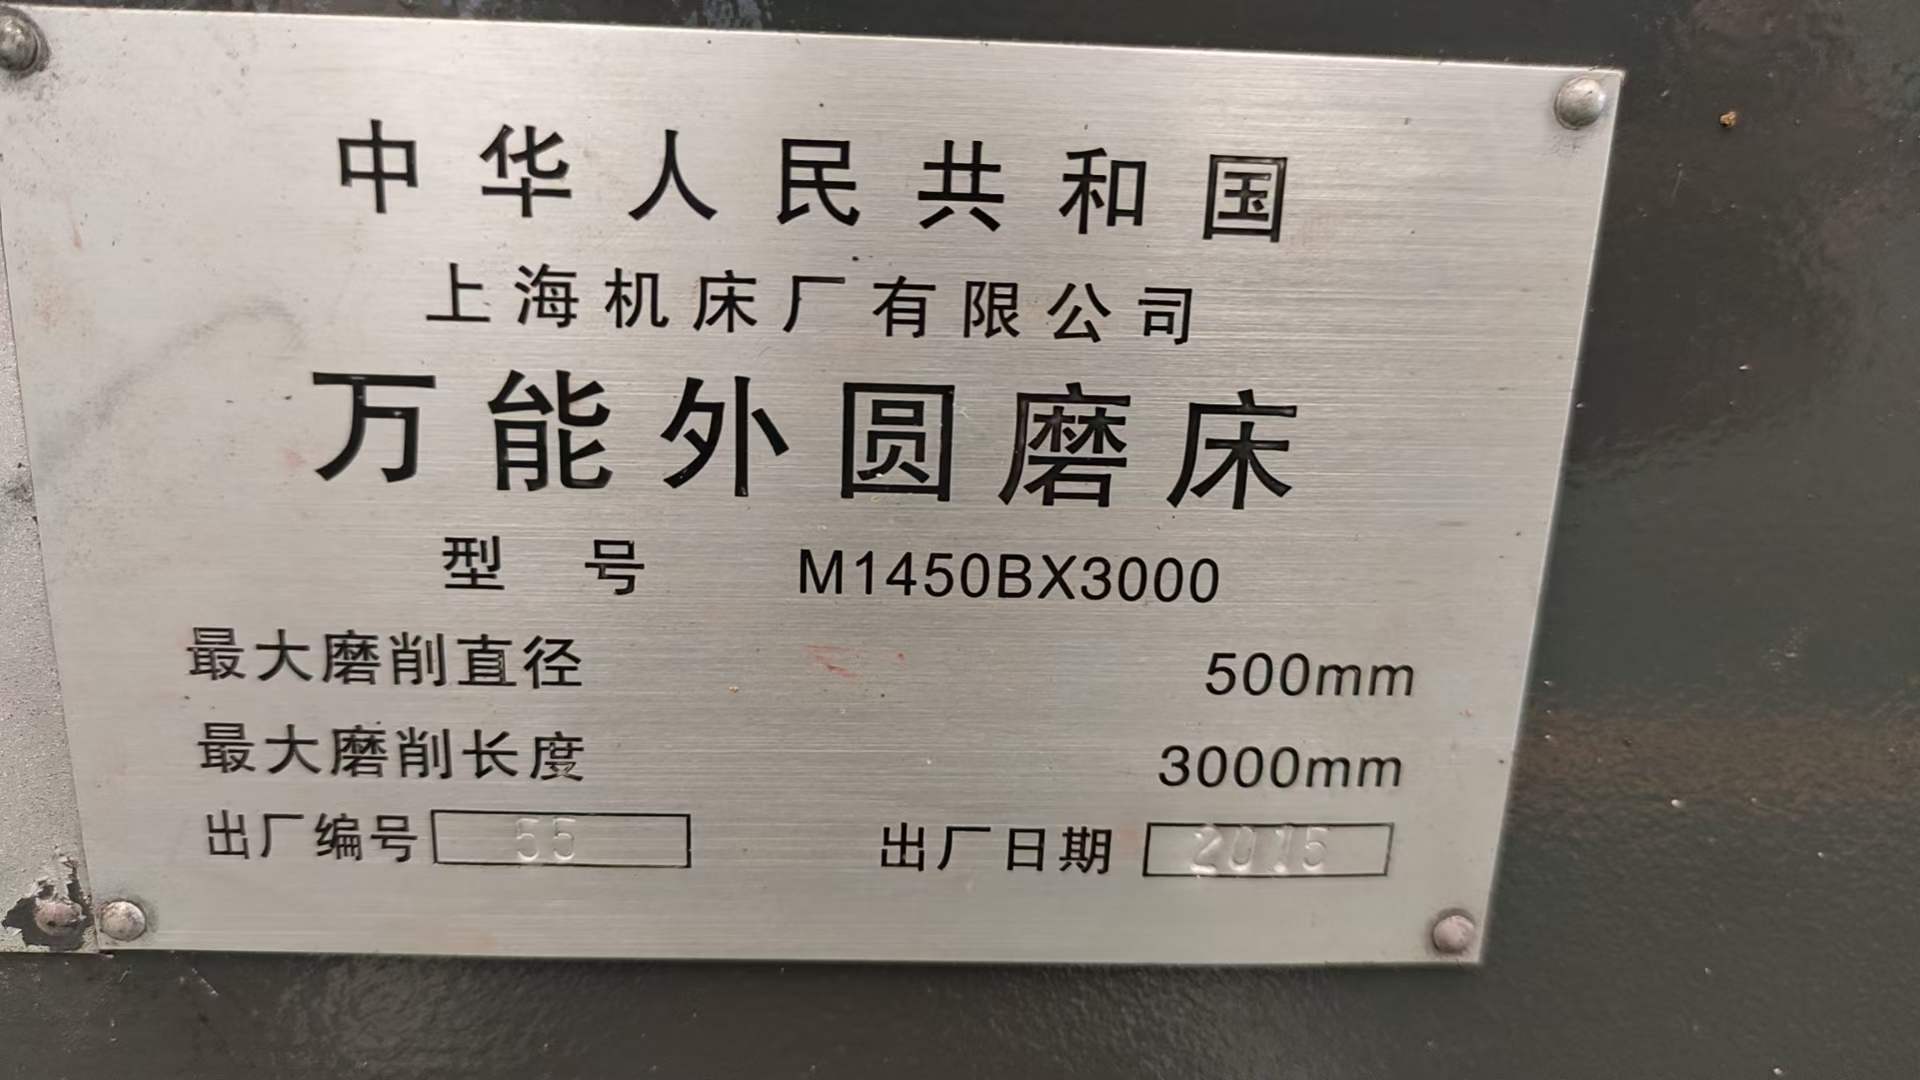 中华人民共和国
上海机床厂有限公司
万能外圆磨床
型号 M1450BX3000
最大磨削直径 500mm
最大磨削长度 3000mm
出厂编号 55 出厂日期 2015